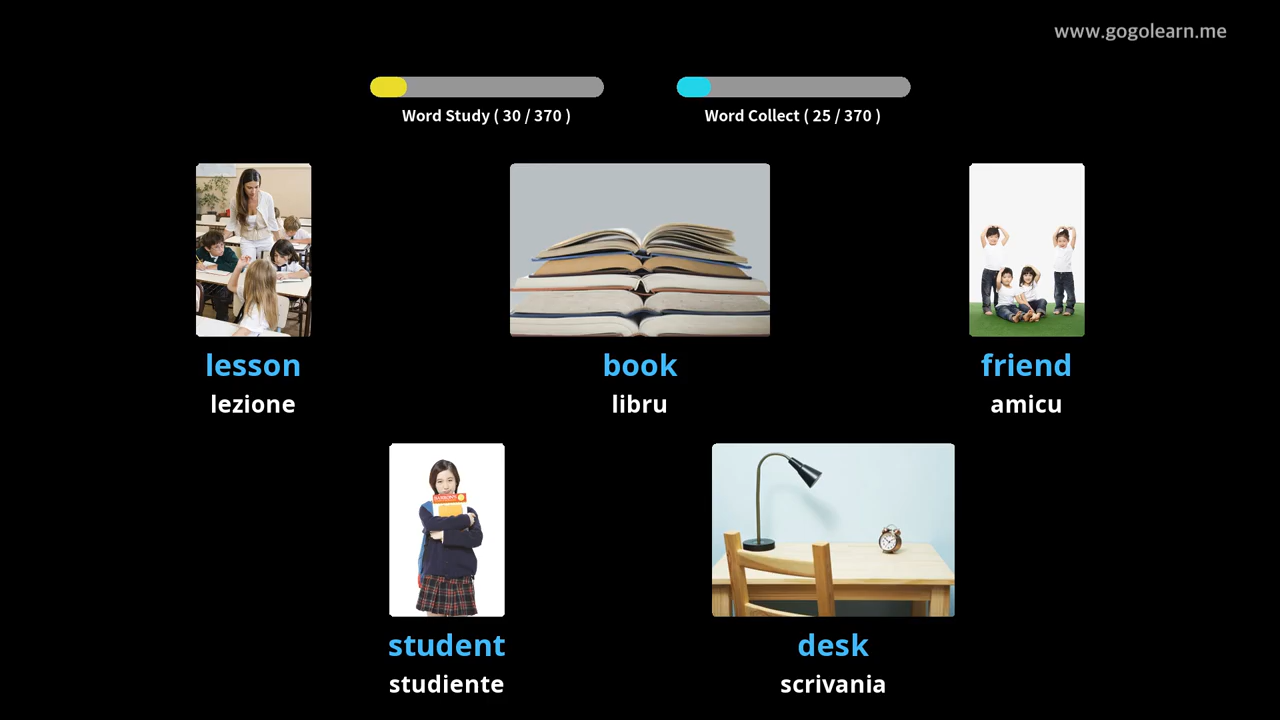 www.gogolearn.me
Word Study ( 30 / 370 )
Word Collect ( 25 / 370 )
lesson
lezione
book
libru
friend
amicu
student
studiente
desk
scrivania